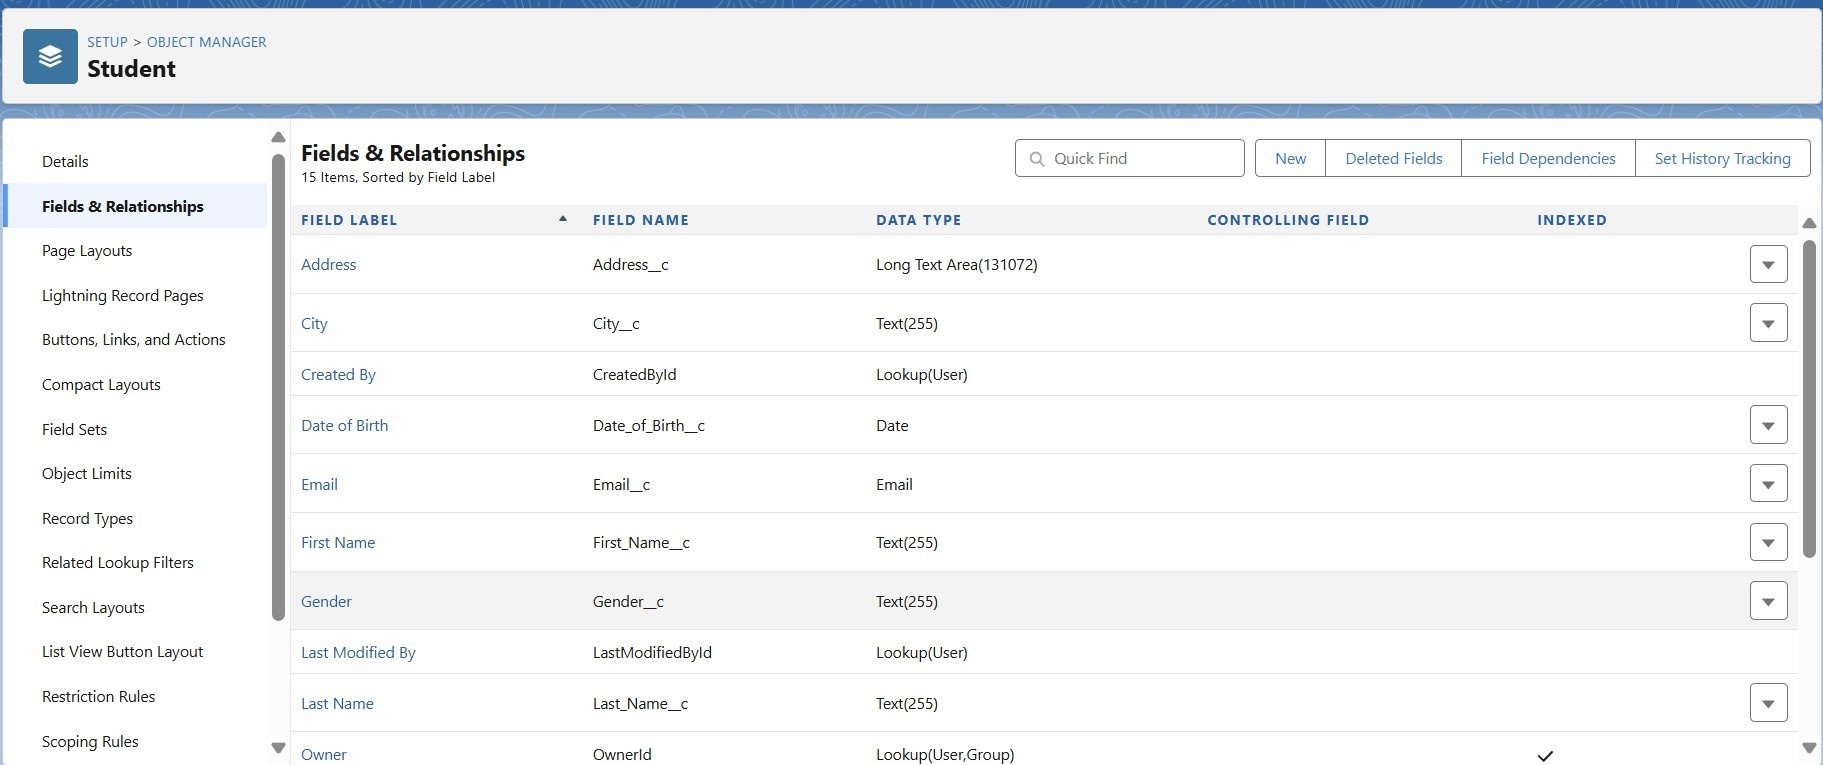 SETUP > OBJECT MANAGER
Student
Details
Fields & Relationships
Page Layouts
Lightning Record Pages
Buttons, Links, and Actions
Compact Layouts
Field Sets
Object Limits
Record Types
Related Lookup Filters
Search Layouts
List View Button Layout
Restriction Rules
Scoping Rules
Fields & Relationships
15 Items, Sorted by Field Label
Quick Find
New
Deleted Fields
Field Dependencies
Set History Tracking
FIELD LABEL FIELD NAME DATA TYPE CONTROLLING FIELD INDEXED
Address Address__c Long Text Area(131072)
City City__c Text(255)
Created By CreatedById Lookup(User)
Date of Birth Date_of_Birth__c Date
Email Email__c Email
First Name First_Name__c Text(255)
Gender Gender__c Text(255)
Last Modified By LastModifiedById Lookup(User)
Last Name Last_Name__c Text(255)
Owner OwnerId Lookup(User,Group)